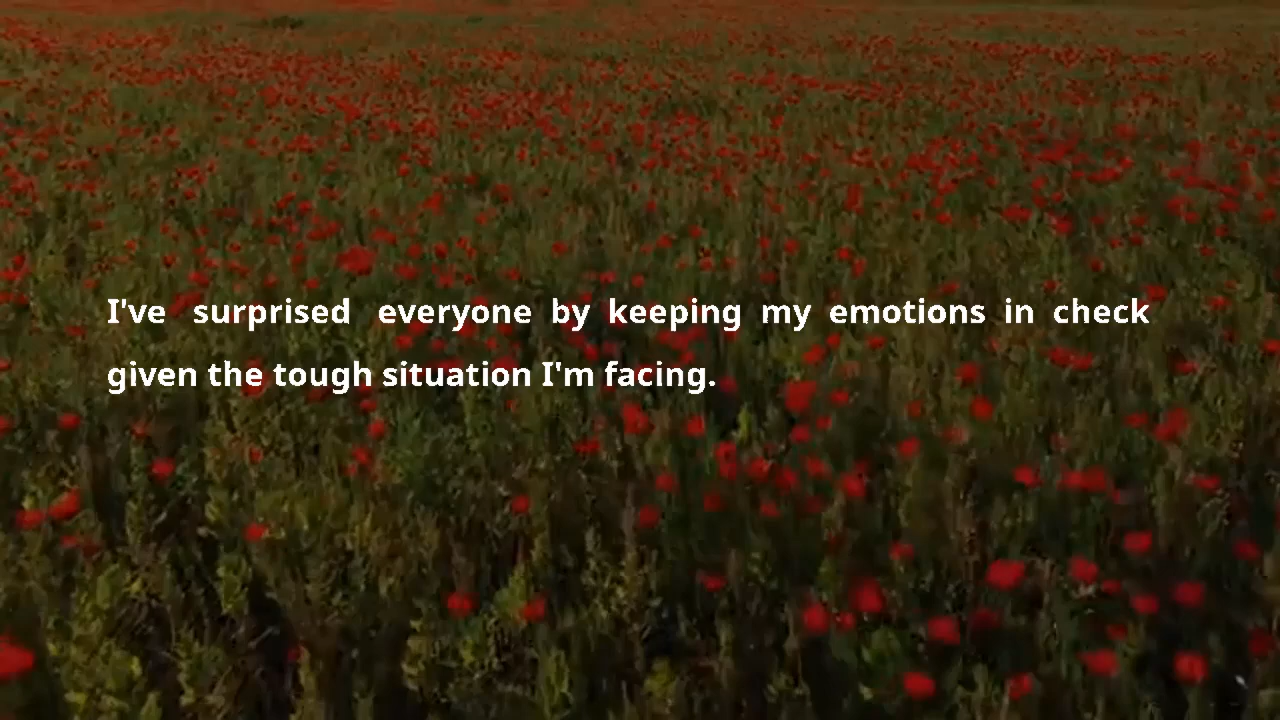 I've surprised everyone by keeping my emotions in check
given the tough situation I'm facing.